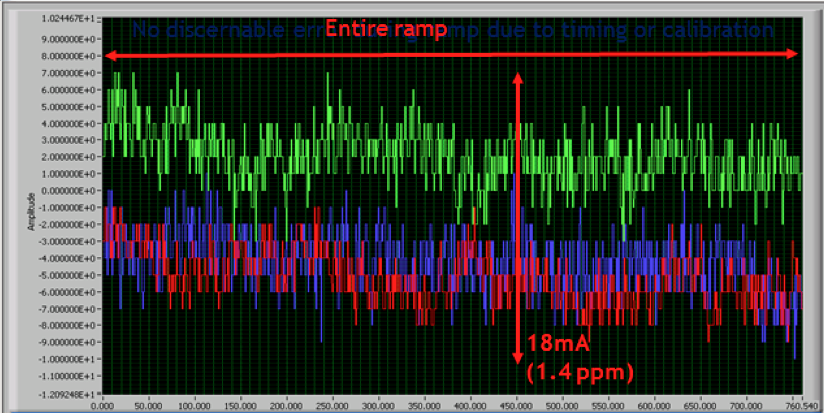 No discernable err
Entire ramp
mp due to timing or calibration
1.024467E+1
9.000000E+0
8.000000E+0
7.000000E+0
6.000000E+0
5.000000E+0
4.000000E+0
3.000000E+0
2.000000E+0
1.000000E+0
0.000000E+0
-1.000000E+0
-2.000000E+0
-3.000000E+0
-4.000000E+0
-5.000000E+0
-6.000000E+0
-7.000000E+0
-8.000000E+0
-9.000000E+0
-1.000000E+1
-1.100000E+1
-1.209248E+1
Amplitude
18mA
(1.4 ppm)
0.000 50.000 100.000 150.000 200.000 250.000 300.000 350.000 400.000 450.000 500.000 550.000 600.000 650.000 700.000 760.540